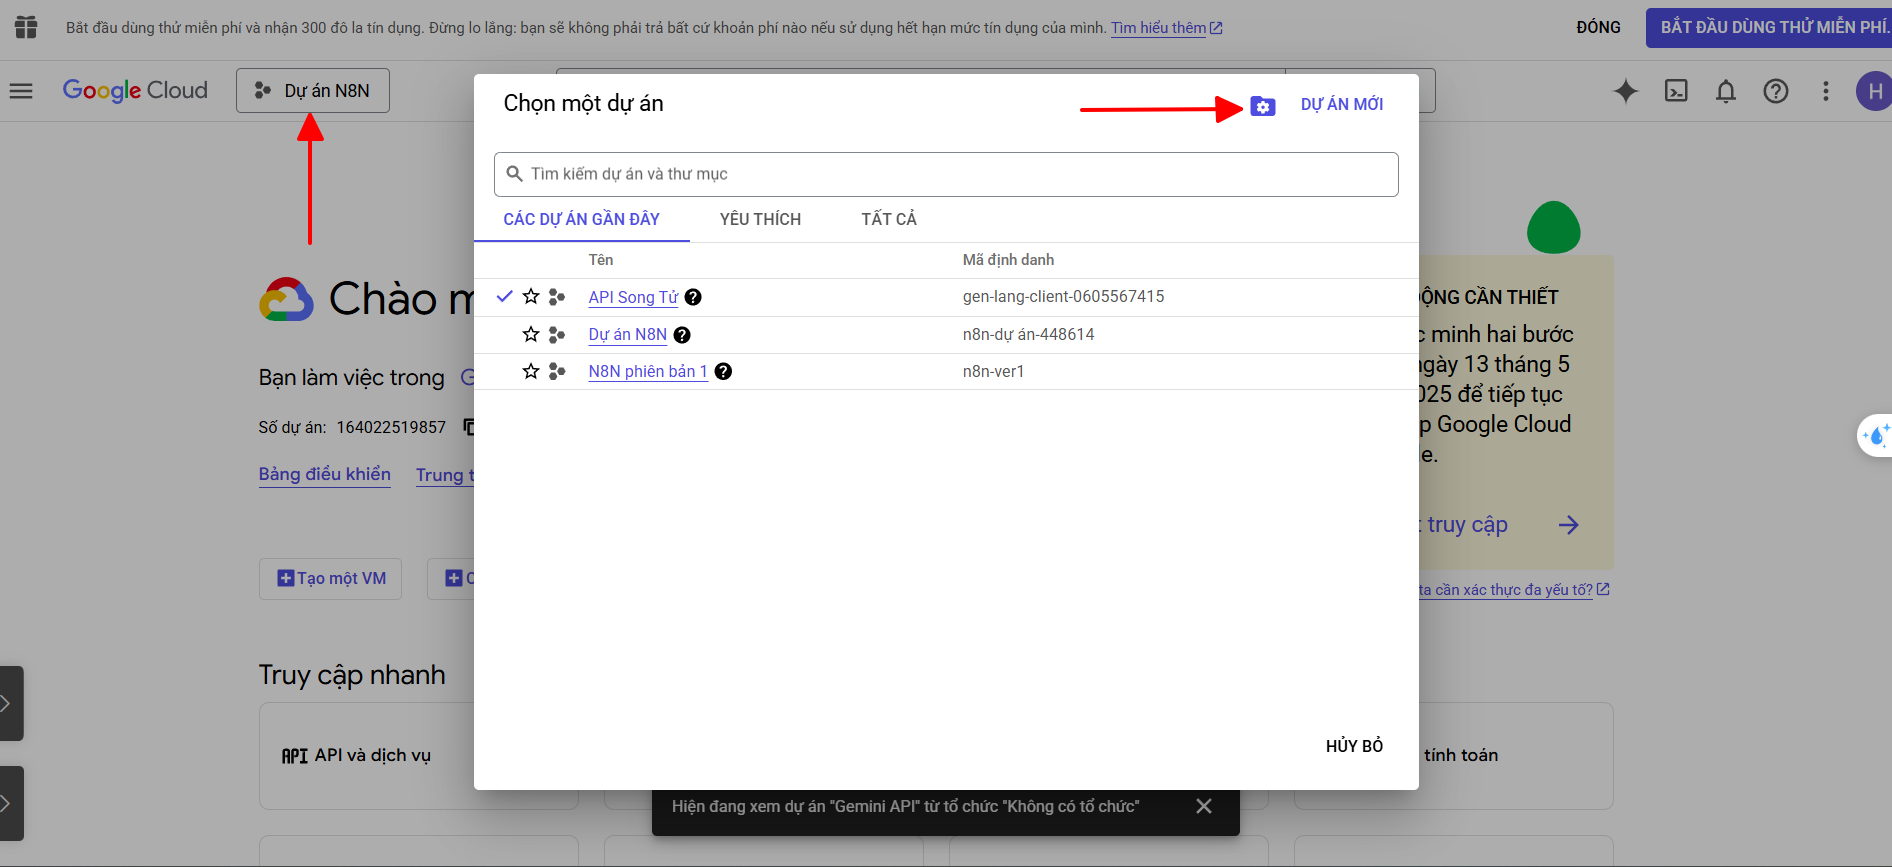 Bắt đầu dùng thử miễn phí và nhận 300 đô la tín dụng. Đừng lo lắng: bạn sẽ không phải trả bất cứ khoản phí nào nếu sử dụng hết hạn mức tín dụng của mình. Tìm hiểu thêm
ĐÓNG
BẮT ĐẦU DÙNG THỬ MIỄN PHÍ.
Google Cloud
Dự án N8N
H
Chọn một dự án
DỰ ÁN MỚI
Tìm kiếm dự án và thư mục
CÁC DỰ ÁN GẦN ĐÂY
YÊU THÍCH
TẤT CẢ
Tên
Mã định danh
API Song Tử
gen-lang-client-0605567415
Dự án N8N
n8n-dự án-448614
N8N phiên bản 1
n8n-ver1
HỦY BỎ
Chào
Bạn làm việc trong
Số dự án: 164022519857
Bảng điều khiển
Trung
Tạo một VM
ĐỘNG CẦN THIẾT
minh hai bước
ngày 13 tháng 5
025 để tiếp tục
Google Cloud
truy cập
ta cần xác thực đa yếu tố?
Truy cập nhanh
API API và dịch vụ
tính toán
Hiện đang xem dự án "Gemini API" từ tổ chức "Không có tổ chức"